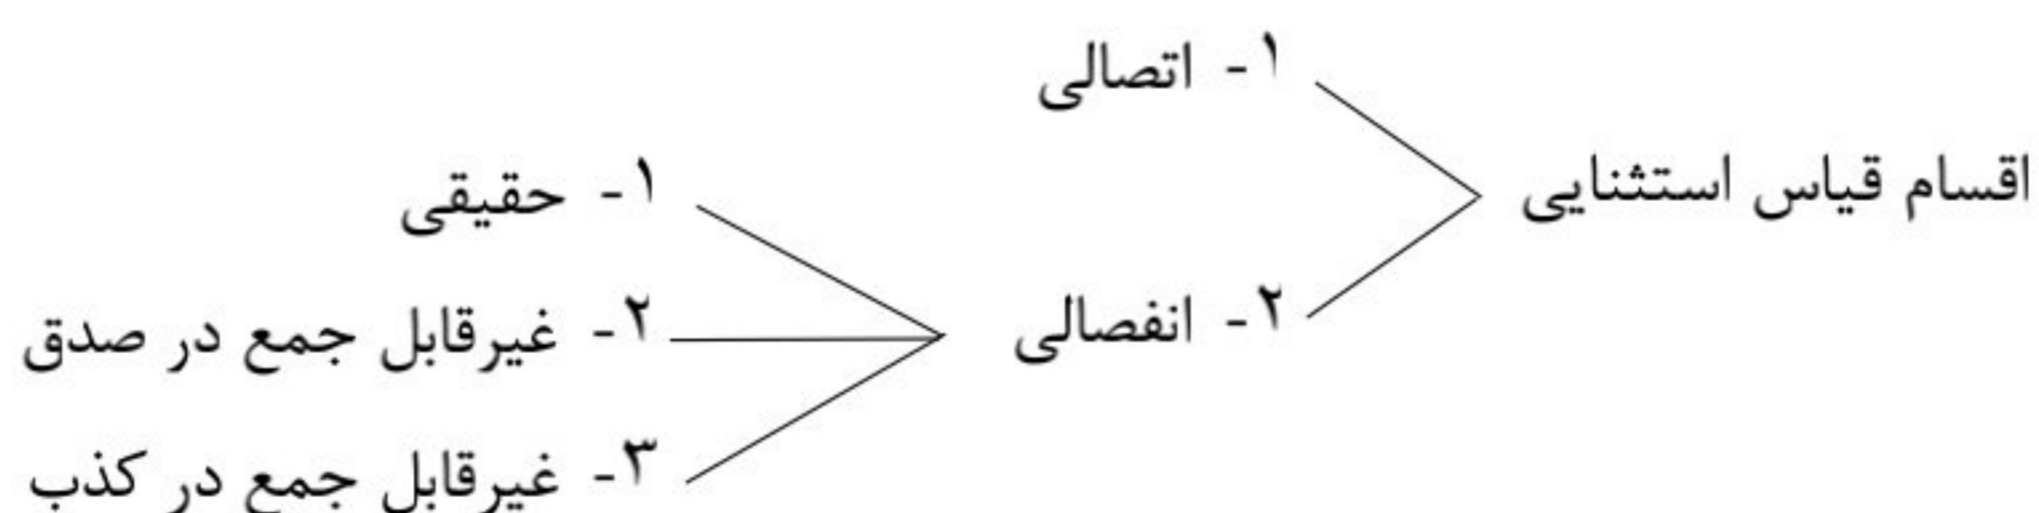 اقسام قیاس استثنایی
۱- اتصالی
۲- انفصالی
۱- حقیقی
۲- غیرقابل جمع در صدق
۳- غیرقابل جمع در کذب